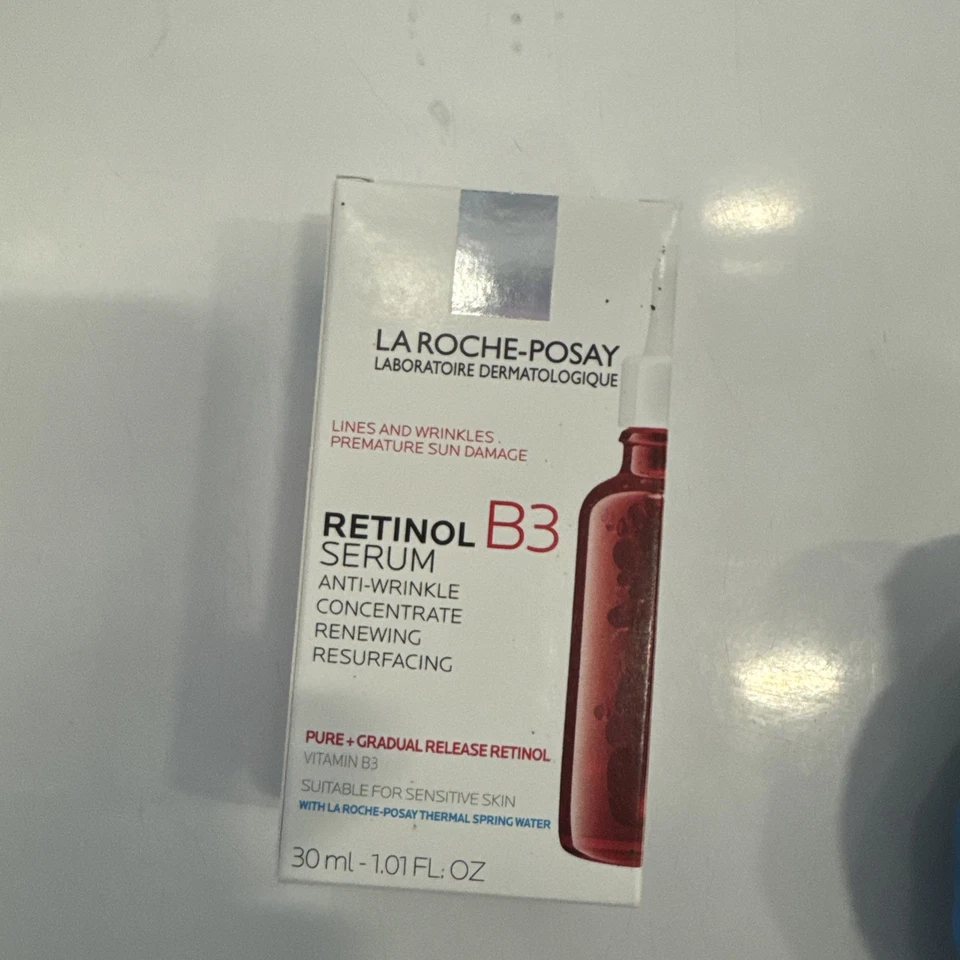 LA ROCHE-POSAY
LABORATOIRE DERMATOLOGIQUE
LINES AND WRINKLES .
PREMATURE SUN DAMAGE
RETINOL B3
SERUM
ANTI-WRINKLE
CONCENTRATE
RENEWING
RESURFACING
PURE + GRADUAL RELEASE RETINOL
VITAMIN B3
SUITABLE FOR SENSITIVE SKIN
WITH LA ROCHE-POSAY THERMAL SPRING WATER
30 ml - 1.01 FL. OZ